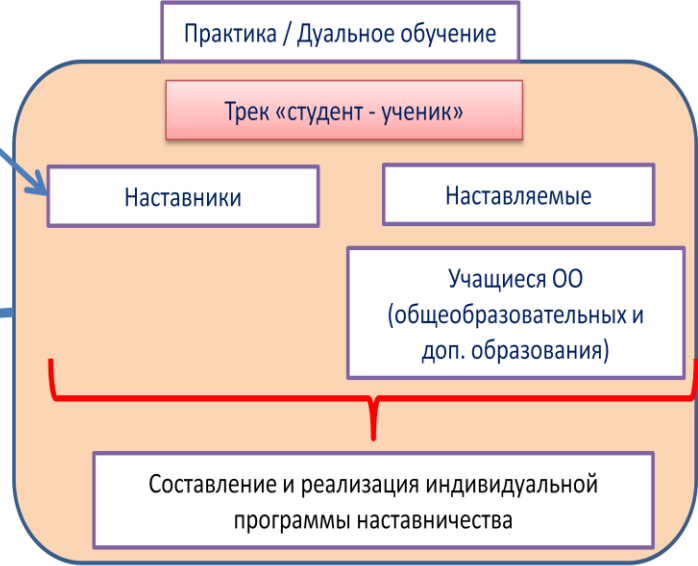 Практика / Дуальное обучение
Трек «студент - ученик»
Наставники
Наставляемые
Учащиеся ОО
(общеобразовательных и
доп. образования)
Составление и реализация индивидуальной
программы наставничества